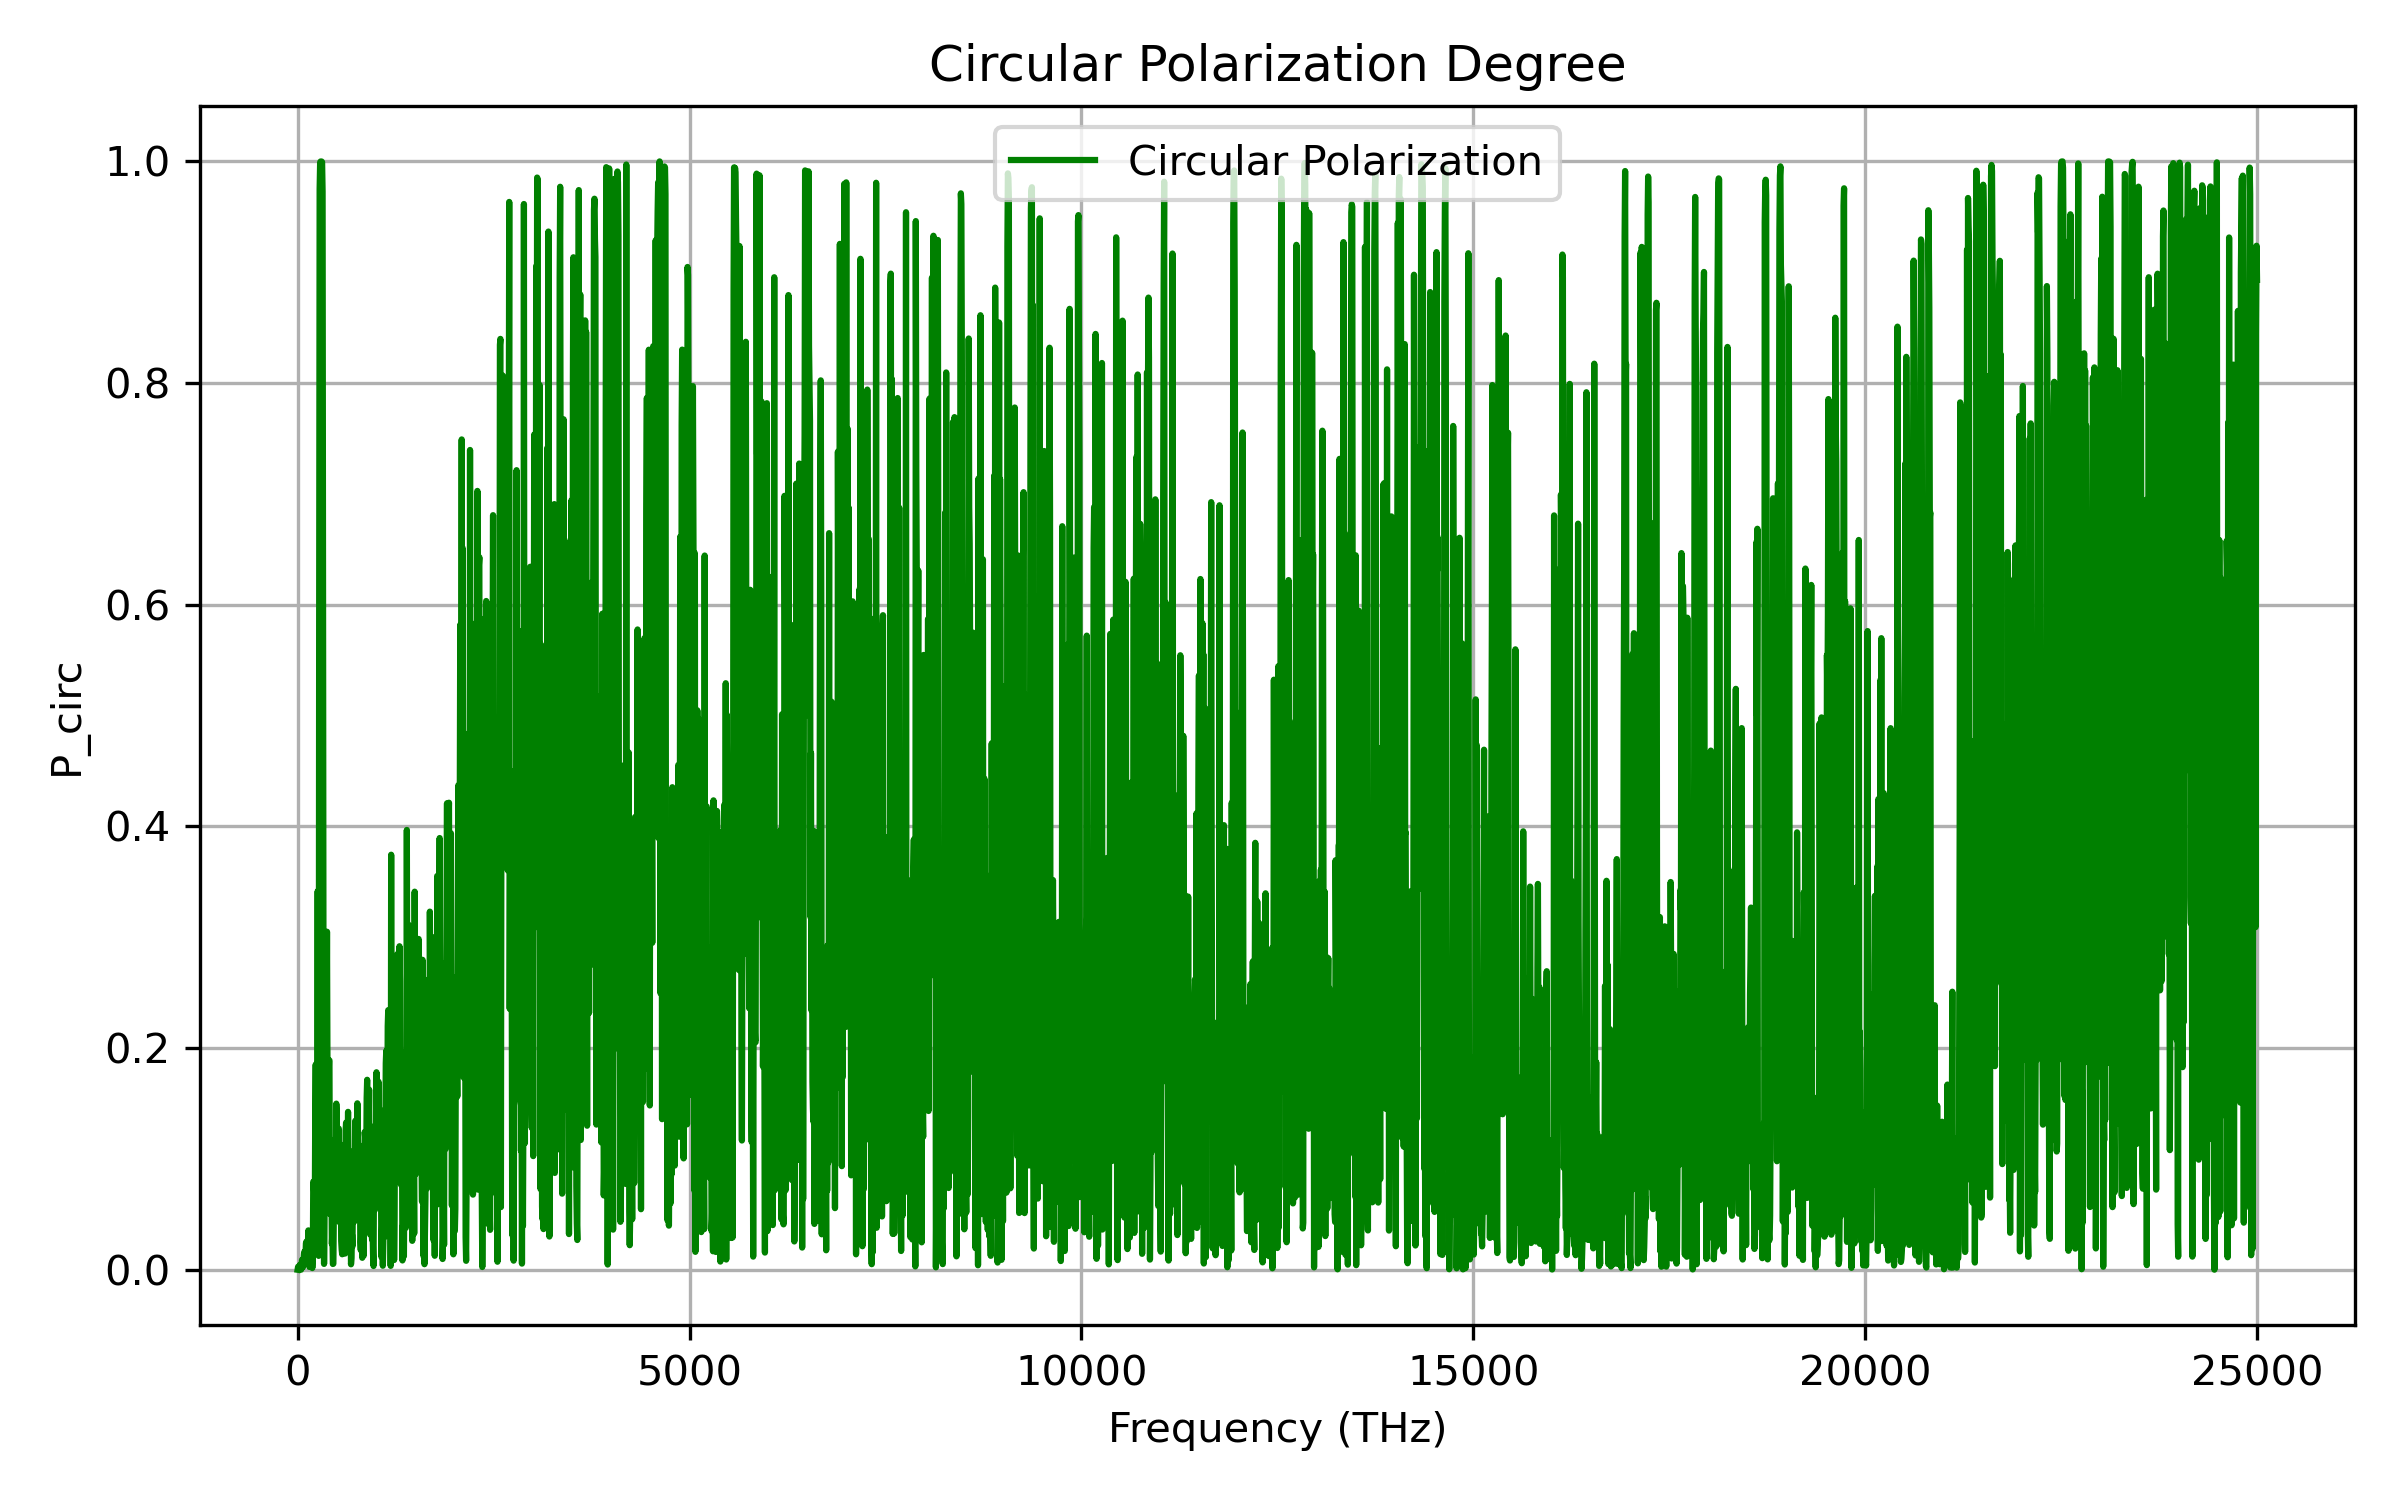 Circular Polarization Degree
Circular Polarization
1.0
0.8
0.6
0.4
0.2
0.0
P_circ
0 5000 10000 15000 20000 25000
Frequency (THz)